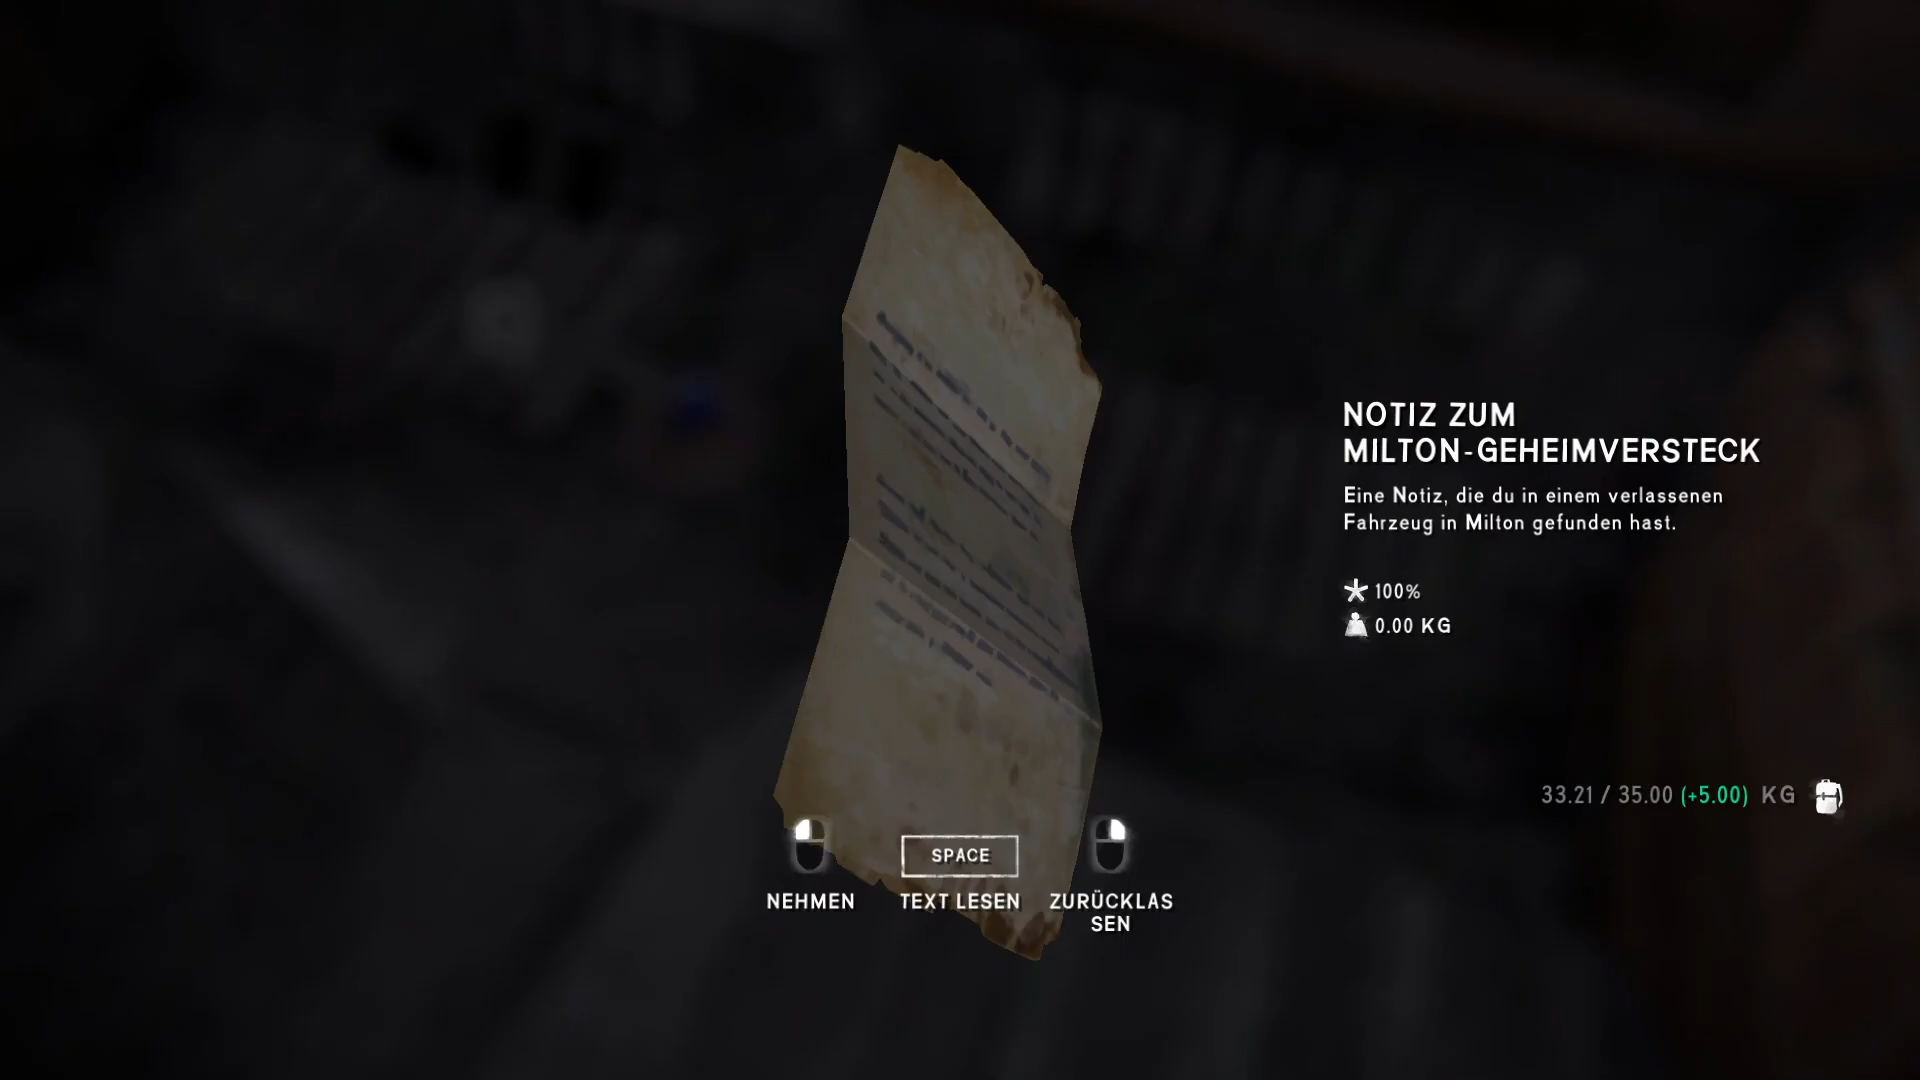 NOTIZ ZUM
MILTON-GEHEIMVERSTECK
Eine Notiz, die du in einem verlassenen
Fahrzeug in Milton gefunden hast.
100%
0.00 KG
33.21 / 35.00 (+5.00) KG
SPACE
NEHMEN
TEXT LESEN
ZURÜCKLAS
SEN